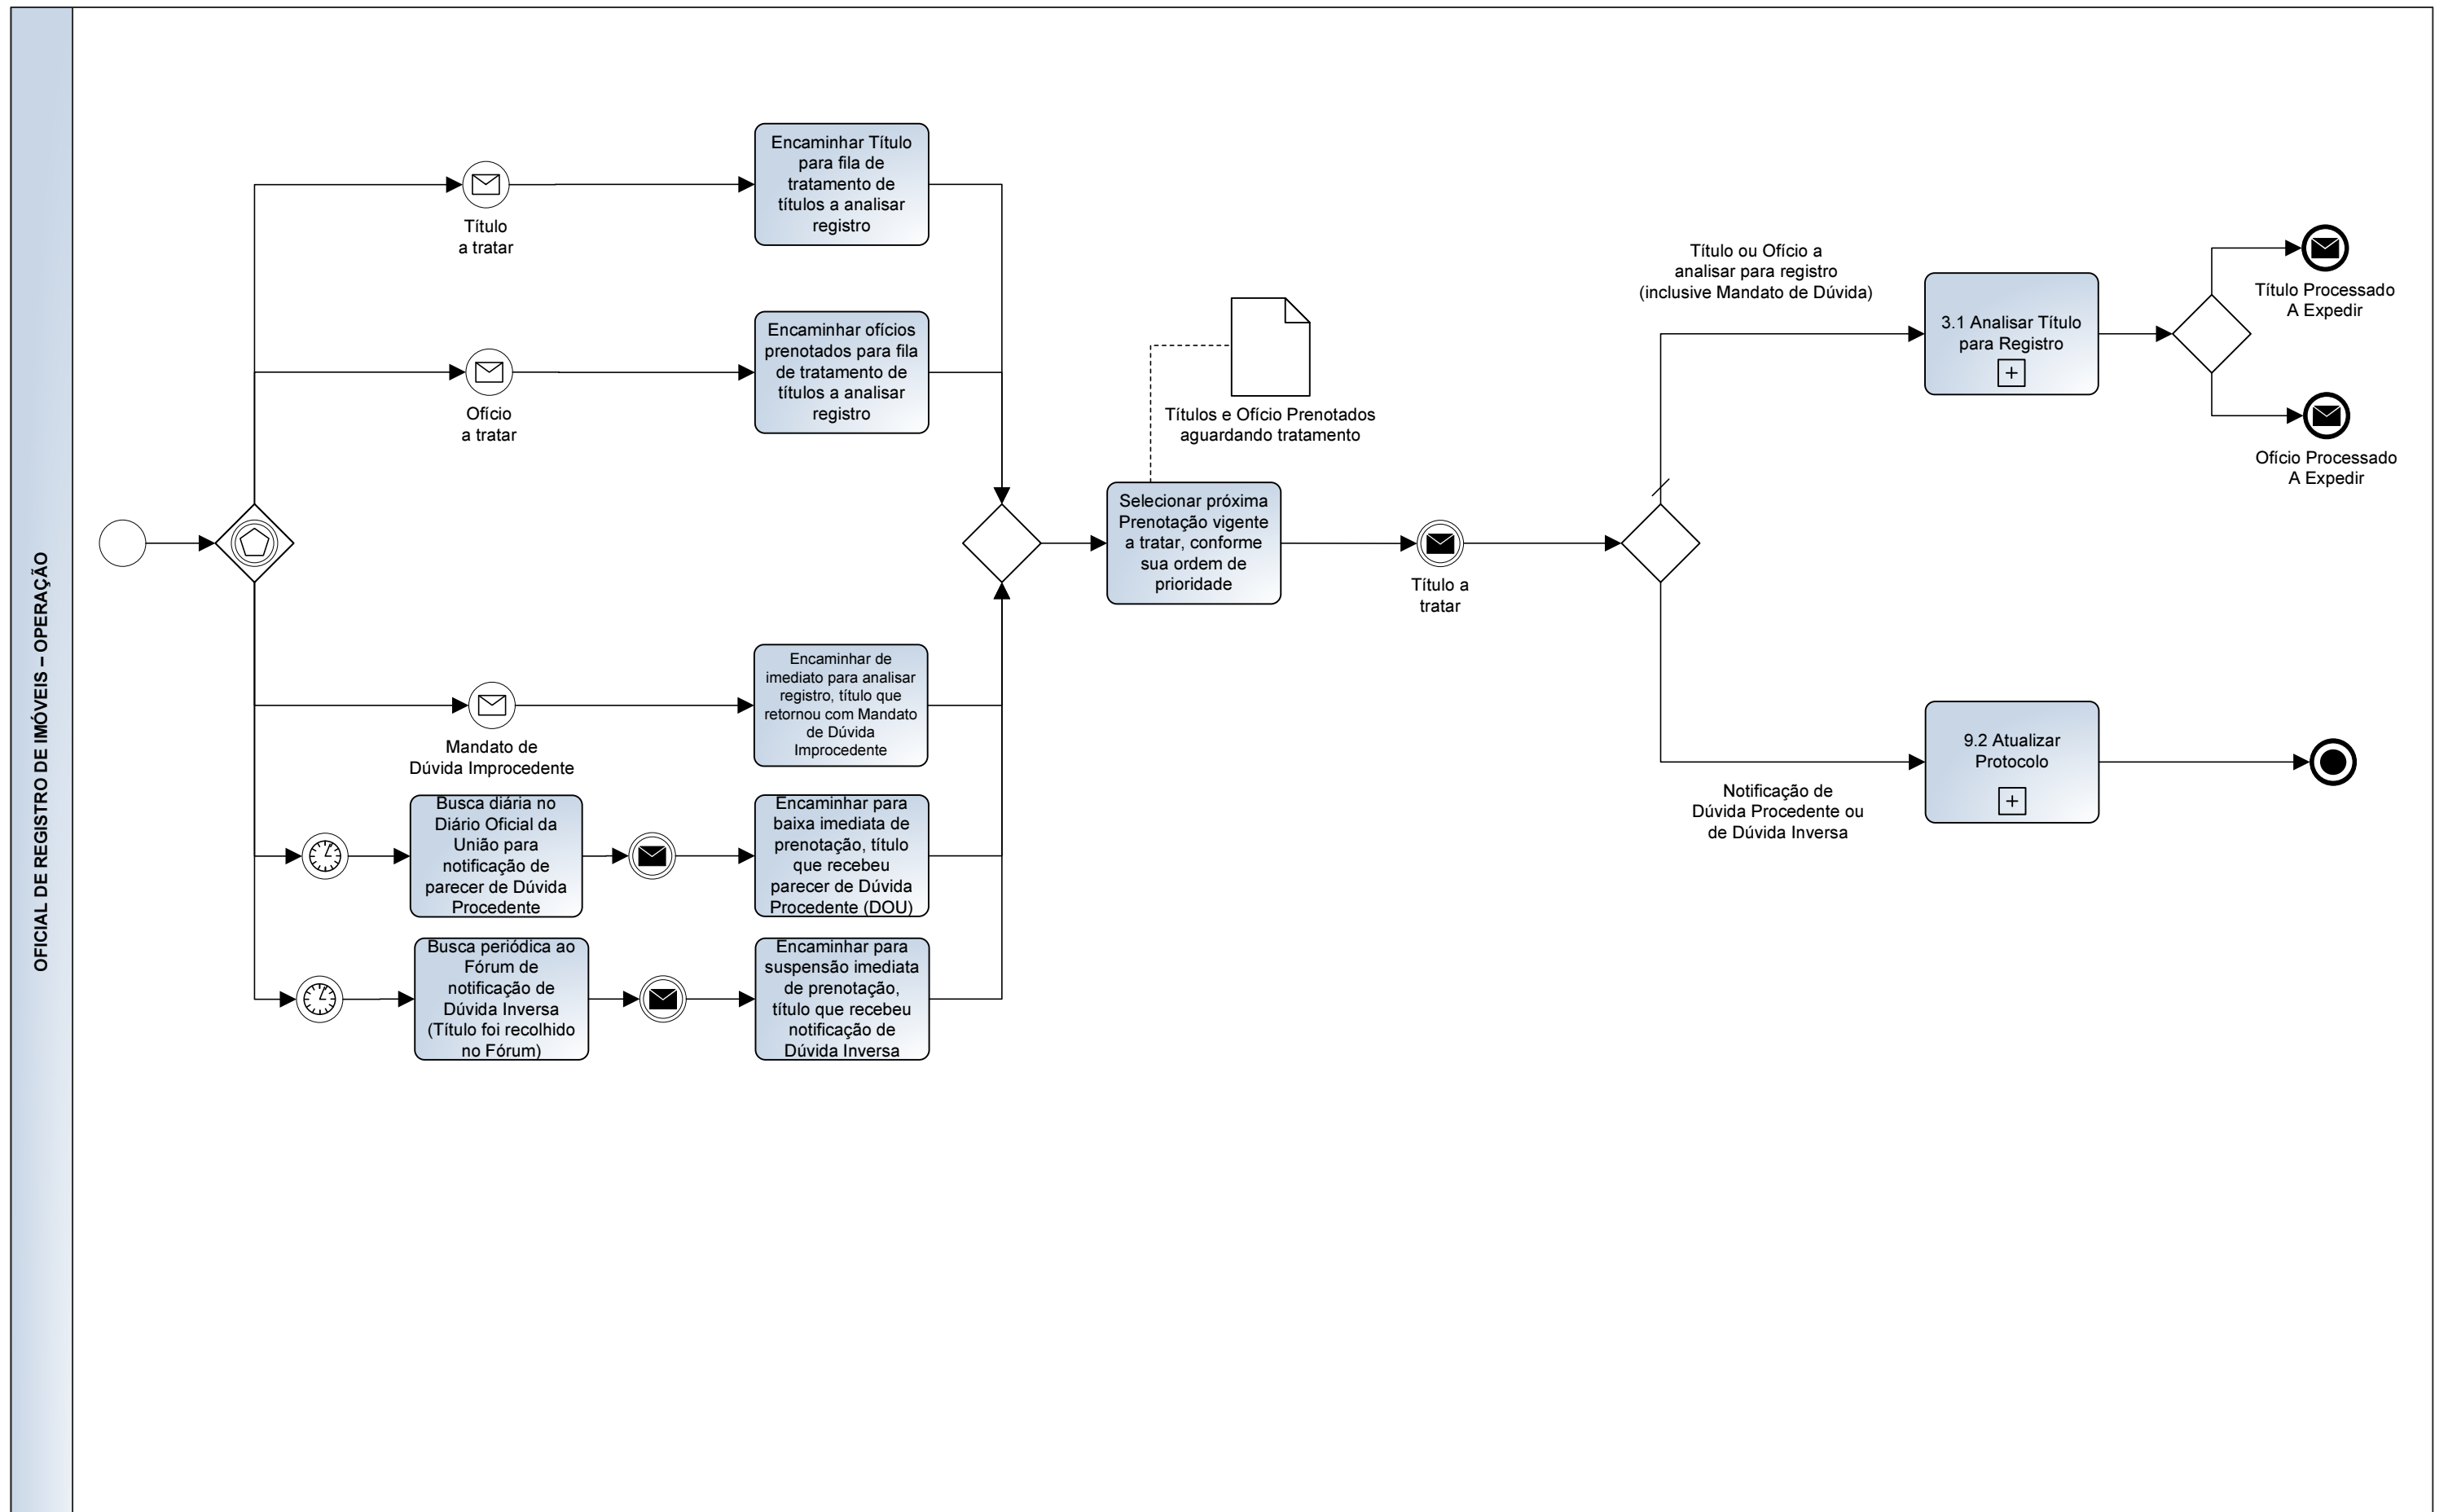 OFICIAL DE REGISTRO DE IMÓVEIS – OPERAÇÃO
Título
a tratar
Encaminhar Título
para fila de
tratamento de
títulos a analisar
registro
Ofício
a tratar
Encaminhar ofícios
prenotados para fila
de tratamento de
títulos a analisar
registro
Mandato de
Dúvida Improcedente
Encaminhar de
imediato para analisar
registro, título que
retornou com Mandato
de Dúvida
Improcedente
Busca diária no
Diário Oficial da
União para
notificação de
parecer de Dúvida
Procedente
Encaminhar para
baixa imediata de
prenotação, título
que recebeu
parecer de Dúvida
Procedente (DOU)
Busca periódica ao
Fórum de
notificação de
Dúvida Inversa
(Título foi recolhido
no Fórum)
Encaminhar para
suspensão imediata
de prenotação,
título que recebeu
notificação de
Dúvida Inversa
Títulos e Ofício Prenotados
aguardando tratamento
Selecionar próxima
Prenotação vigente
a tratar, conforme
sua ordem de
prioridade
Título a
tratar
Título ou Ofício a
analisar para registro
(inclusive Mandato de Dúvida)
3.1 Analisar Título
para Registro
Título Processado
A Expedir
Ofício Processado
A Expedir
Notificação de
Dúvida Procedente ou
de Dúvida Inversa
9.2 Atualizar
Protocolo